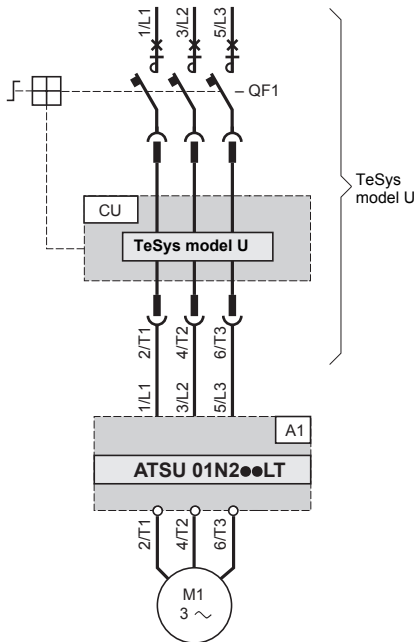 1/L1 3/L2 5/L3
QF1
TeSys
model U
CU
TeSys model U
2/T1 4/T2 6/T3
1/L1 3/L2 5/L3
A1
ATSU 01N2●●LT
2/T1 4/T2 6/T3
M1
3 ~